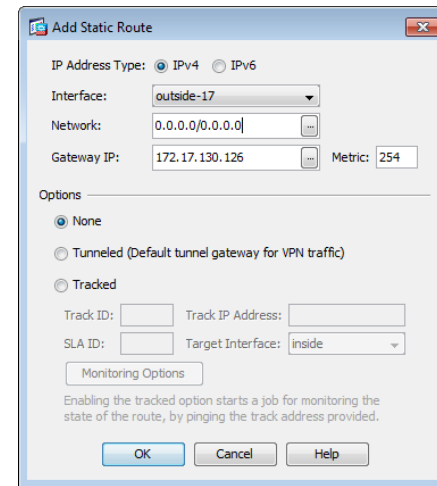 Add Static Route
IP Address Type: IPv4 IPv6
Interface: outside-17
Network: 0.0.0.0/0.0.0.0 ...
Gateway IP: 172.17.130.126 ... Metric: 254
Options
None
Tunneled (Default tunnel gateway for VPN traffic)
Tracked
Track ID: Track IP Address:
SLA ID: Target Interface: inside
Monitoring Options
Enabling the tracked option starts a job for monitoring the
state of the route, by pinging the track address provided.
OK Cancel Help